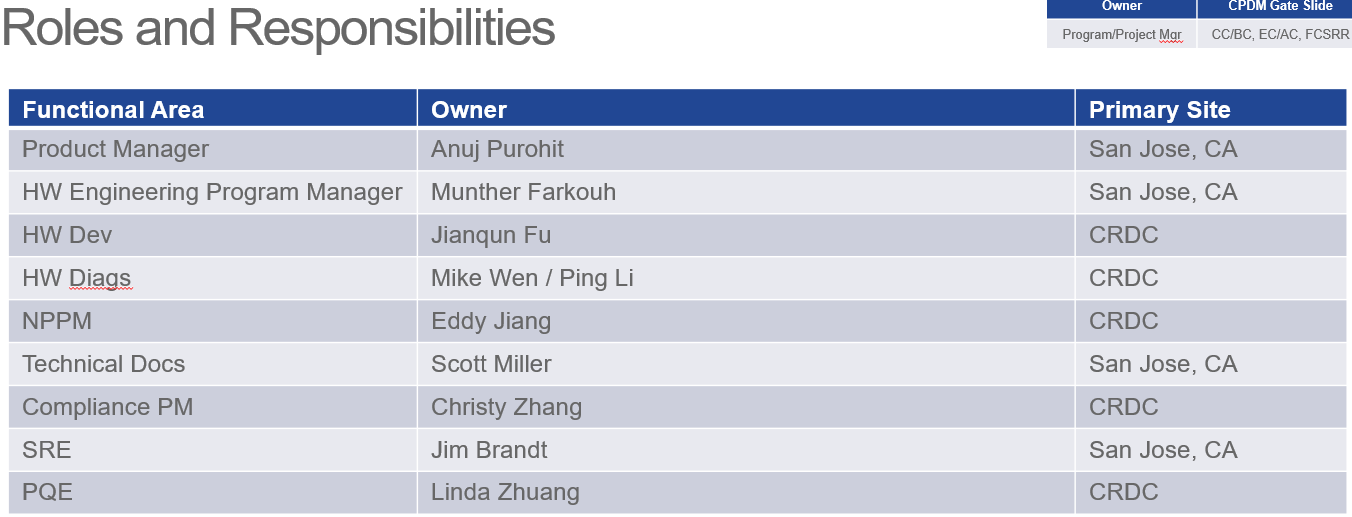 Roles and Responsibilities
Owner CPDM Gate Slide
Program/Project Mgr CC/BC, EC/AC, FCSRR
Functional Area Owner Primary Site
Product Manager Anuj Purohit San Jose, CA
HW Engineering Program Manager Munther Farkouh San Jose, CA
HW Dev Jianqun Fu CRDC
HW Diags Mike Wen / Ping Li CRDC
NPPM Eddy Jiang CRDC
Technical Docs Scott Miller San Jose, CA
Compliance PM Christy Zhang CRDC
SRE Jim Brandt San Jose, CA
PQE Linda Zhuang CRDC